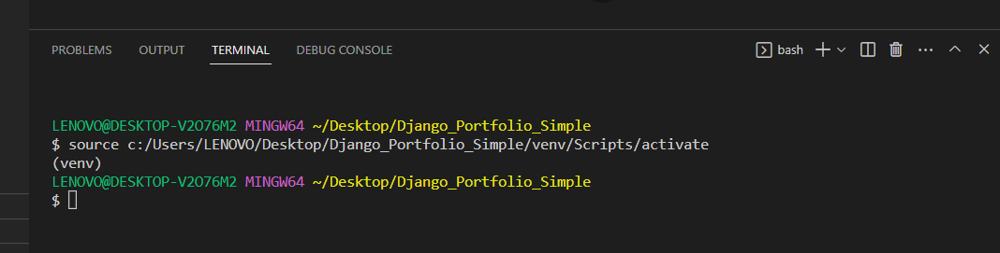 PROBLEMS OUTPUT TERMINAL DEBUG CONSOLE bash
LENOVO@DESKTOP-V2O76M2 MINGW64 ~/Desktop/Django_Portfolio_Simple
$ source c:/Users/LENOVO/Desktop/Django_Portfolio_Simple/venv/Scripts/activate
(venv)
LENOVO@DESKTOP-V2O76M2 MINGW64 ~/Desktop/Django_Portfolio_Simple
$